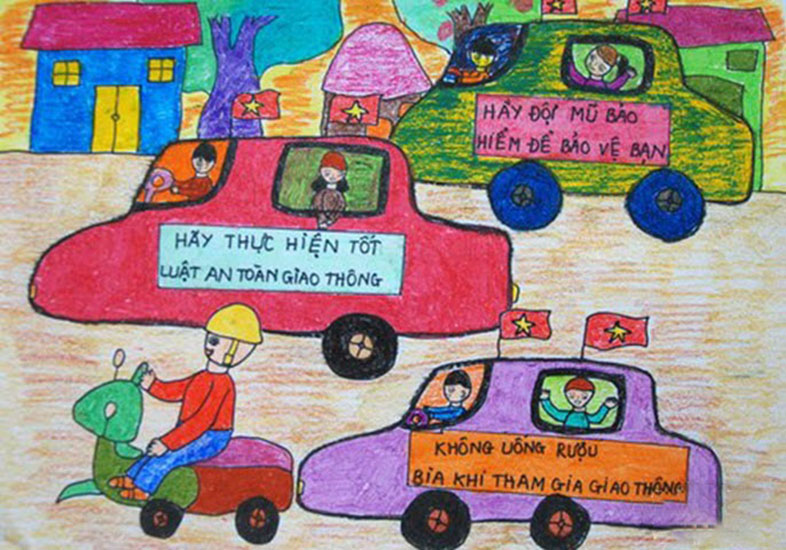 HÃY ĐỘI MŨ BẢO
HIỂM ĐỂ BẢO VỆ BẠN
HÃY THỰC HIỆN TỐT
LUẬT AN TOÀN GIAO THÔNG
KHÔNG UỐNG RƯỢU
BIA KHI THAM GIA GIAO THÔNG